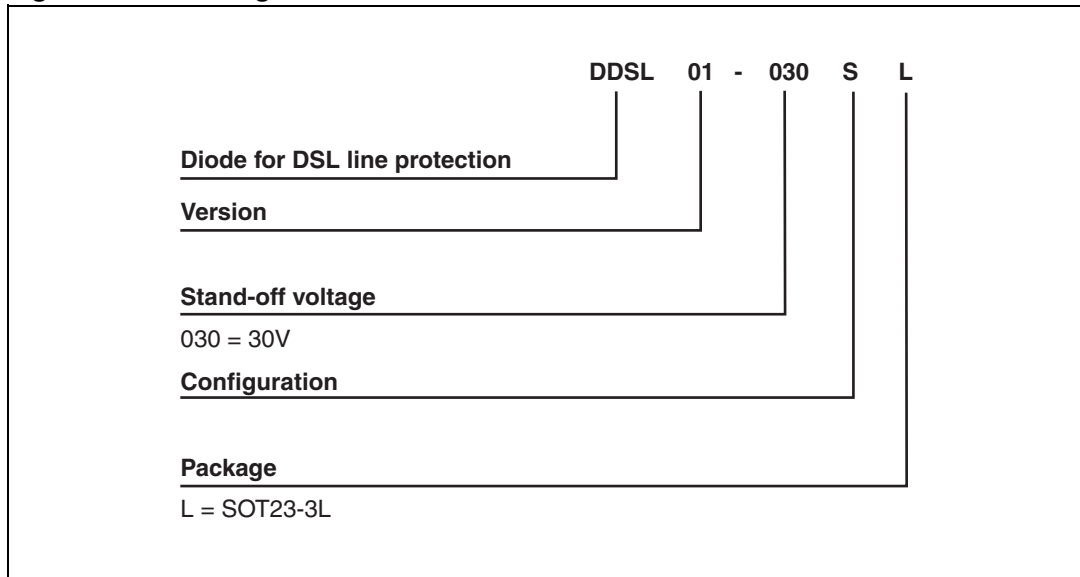 DDSL 01 - 030 S L
Diode for DSL line protection
Version
Stand-off voltage
030 = 30V
Configuration
Package
L = SOT23-3L